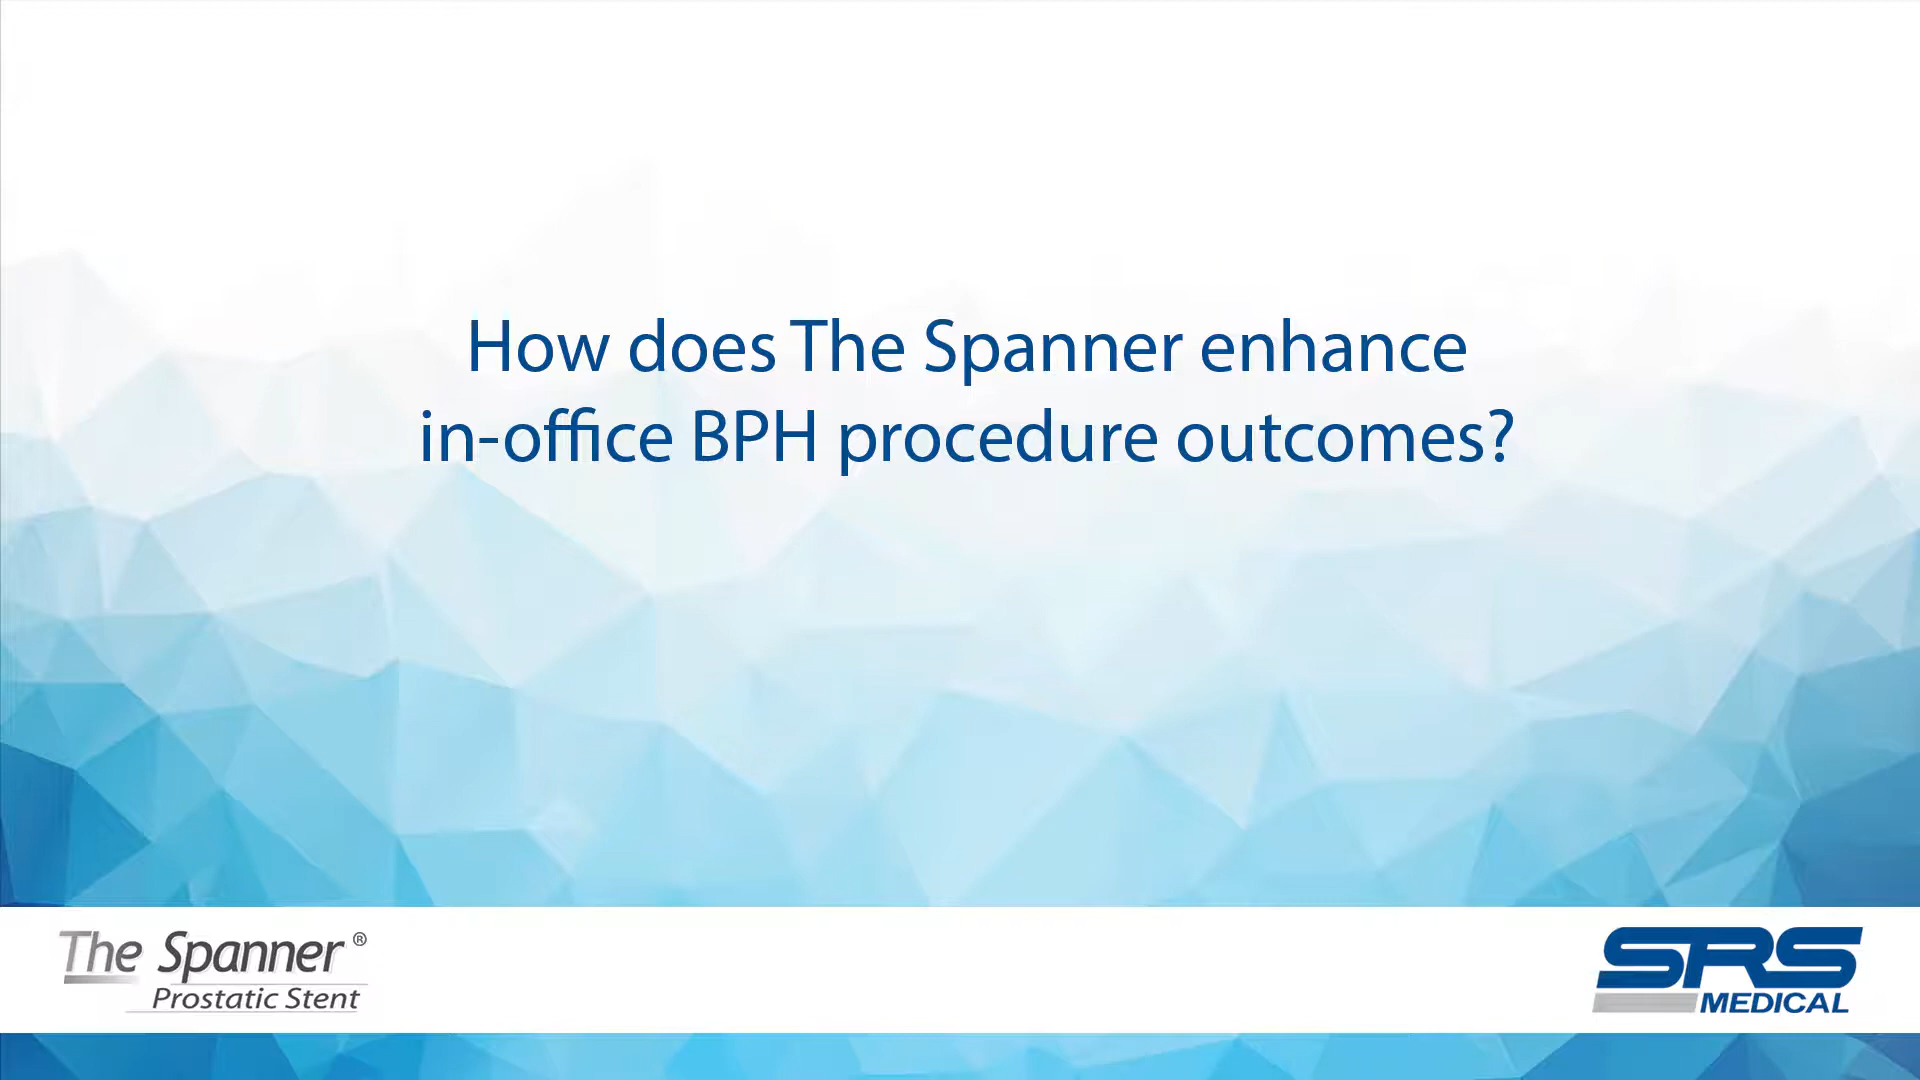 How does The Spanner enhance
in-office BPH procedure outcomes?
The Spanner®
Prostatic Stent
SRS
MEDICAL